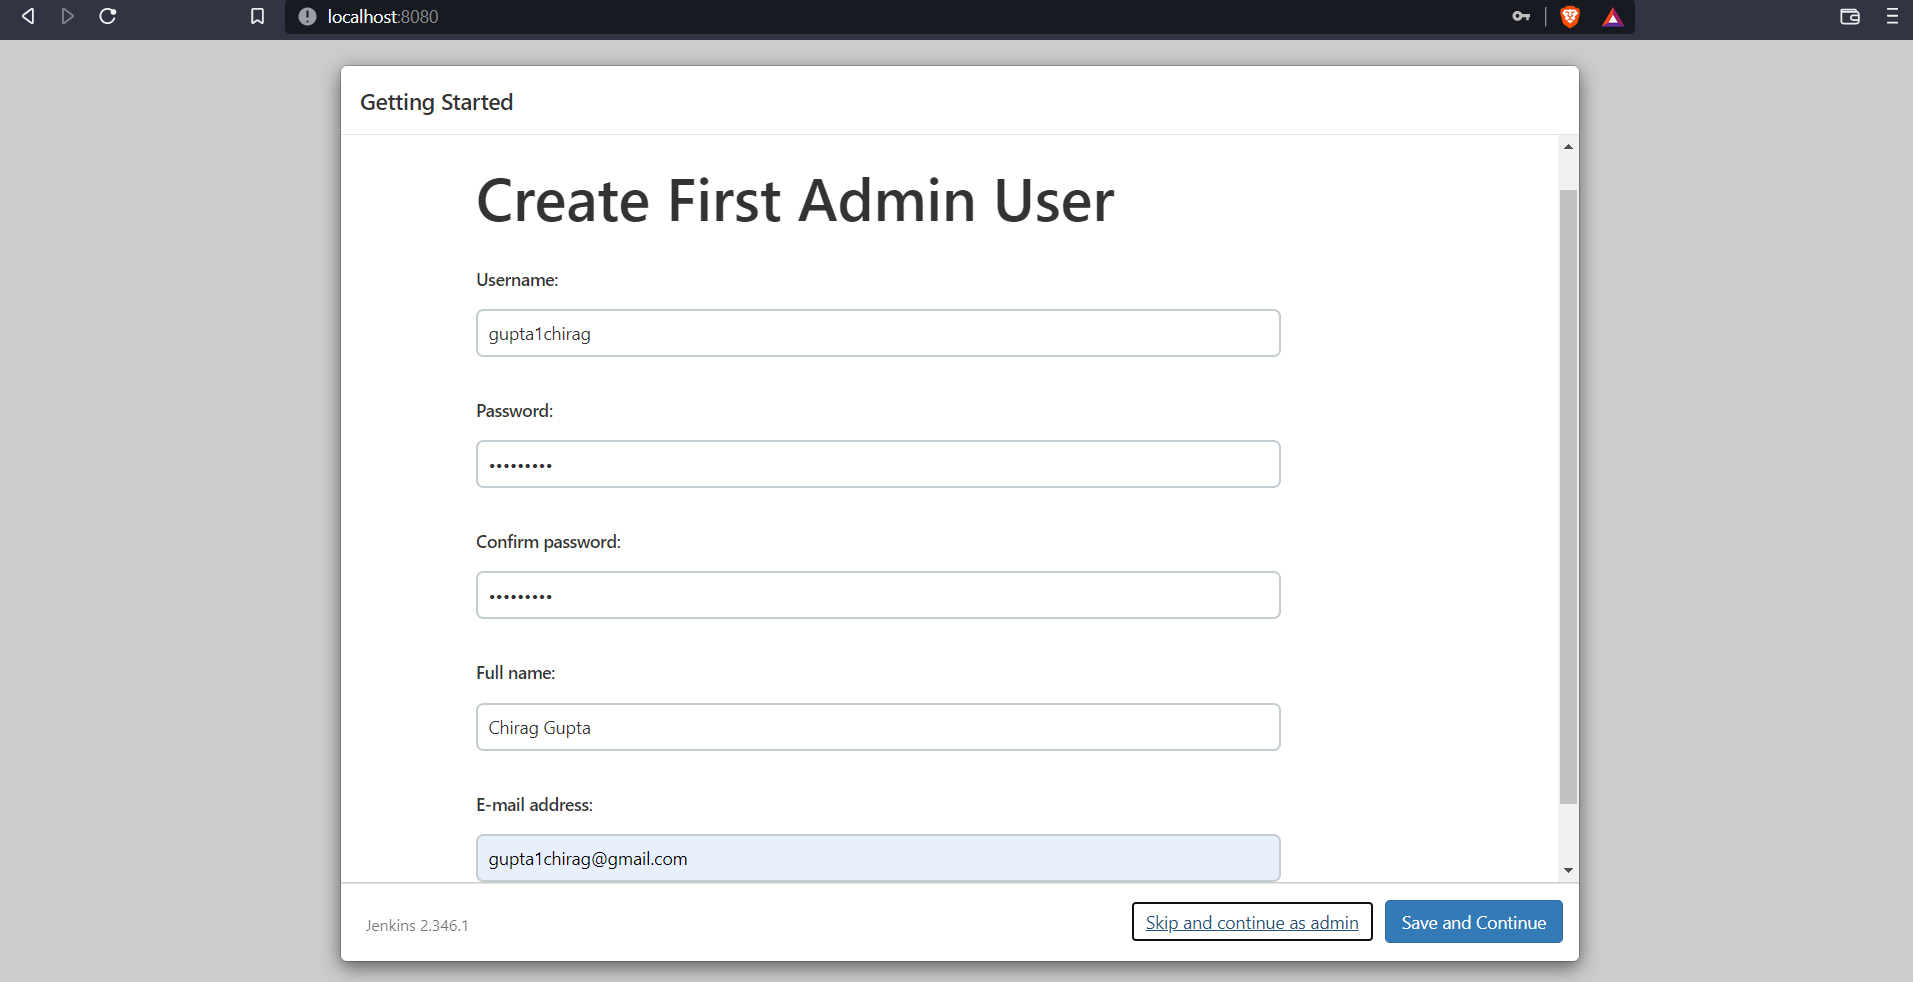 localhost:8080
Getting Started
Create First Admin User
Username:
gupta1chirag
Password:
•••••••••
Confirm password:
•••••••••
Full name:
Chirag Gupta
E-mail address:
gupta1chirag@gmail.com
Jenkins 2.346.1
Skip and continue as admin
Save and Continue